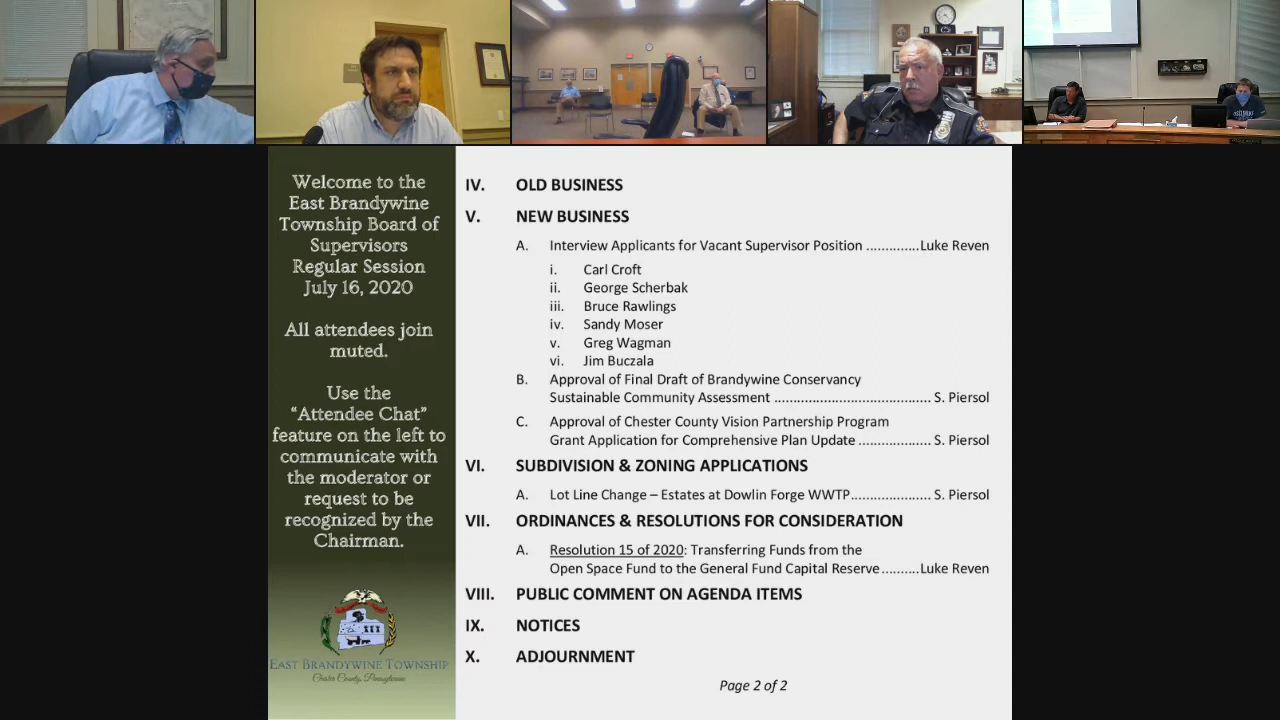 Welcome to the
East Brandywine
Township Board of
Supervisors
Regular Session
July 16, 2020
All attendees join
muted.
Use the
“Attendee Chat”
feature on the left to
communicate with
the moderator or
request to be
recognized by the
Chairman.
EAST BRANDYWINE TOWNSHIP
Chester County, Pennsylvania
IV. OLD BUSINESS
V. NEW BUSINESS
A. Interview Applicants for Vacant Supervisor Position .............Luke Reven
i. Carl Croft
ii. George Scherbak
iii. Bruce Rawlings
iv. Sandy Moser
v. Greg Wagman
vi. Jim Buczala
B. Approval of Final Draft of Brandywine Conservancy
Sustainable Community Assessment ..................................... S. Piersol
C. Approval of Chester County Vision Partnership Program
Grant Application for Comprehensive Plan Update ................. S. Piersol
VI. SUBDIVISION & ZONING APPLICATIONS
A. Lot Line Change – Estates at Dowlin Forge WWTP..................... S. Piersol
VII. ORDINANCES & RESOLUTIONS FOR CONSIDERATION
A. Resolution 15 of 2020: Transferring Funds from the
Open Space Fund to the General Fund Capital Reserve..........Luke Reven
VIII. PUBLIC COMMENT ON AGENDA ITEMS
IX. NOTICES
X. ADJOURNMENT
Page 2 of 2